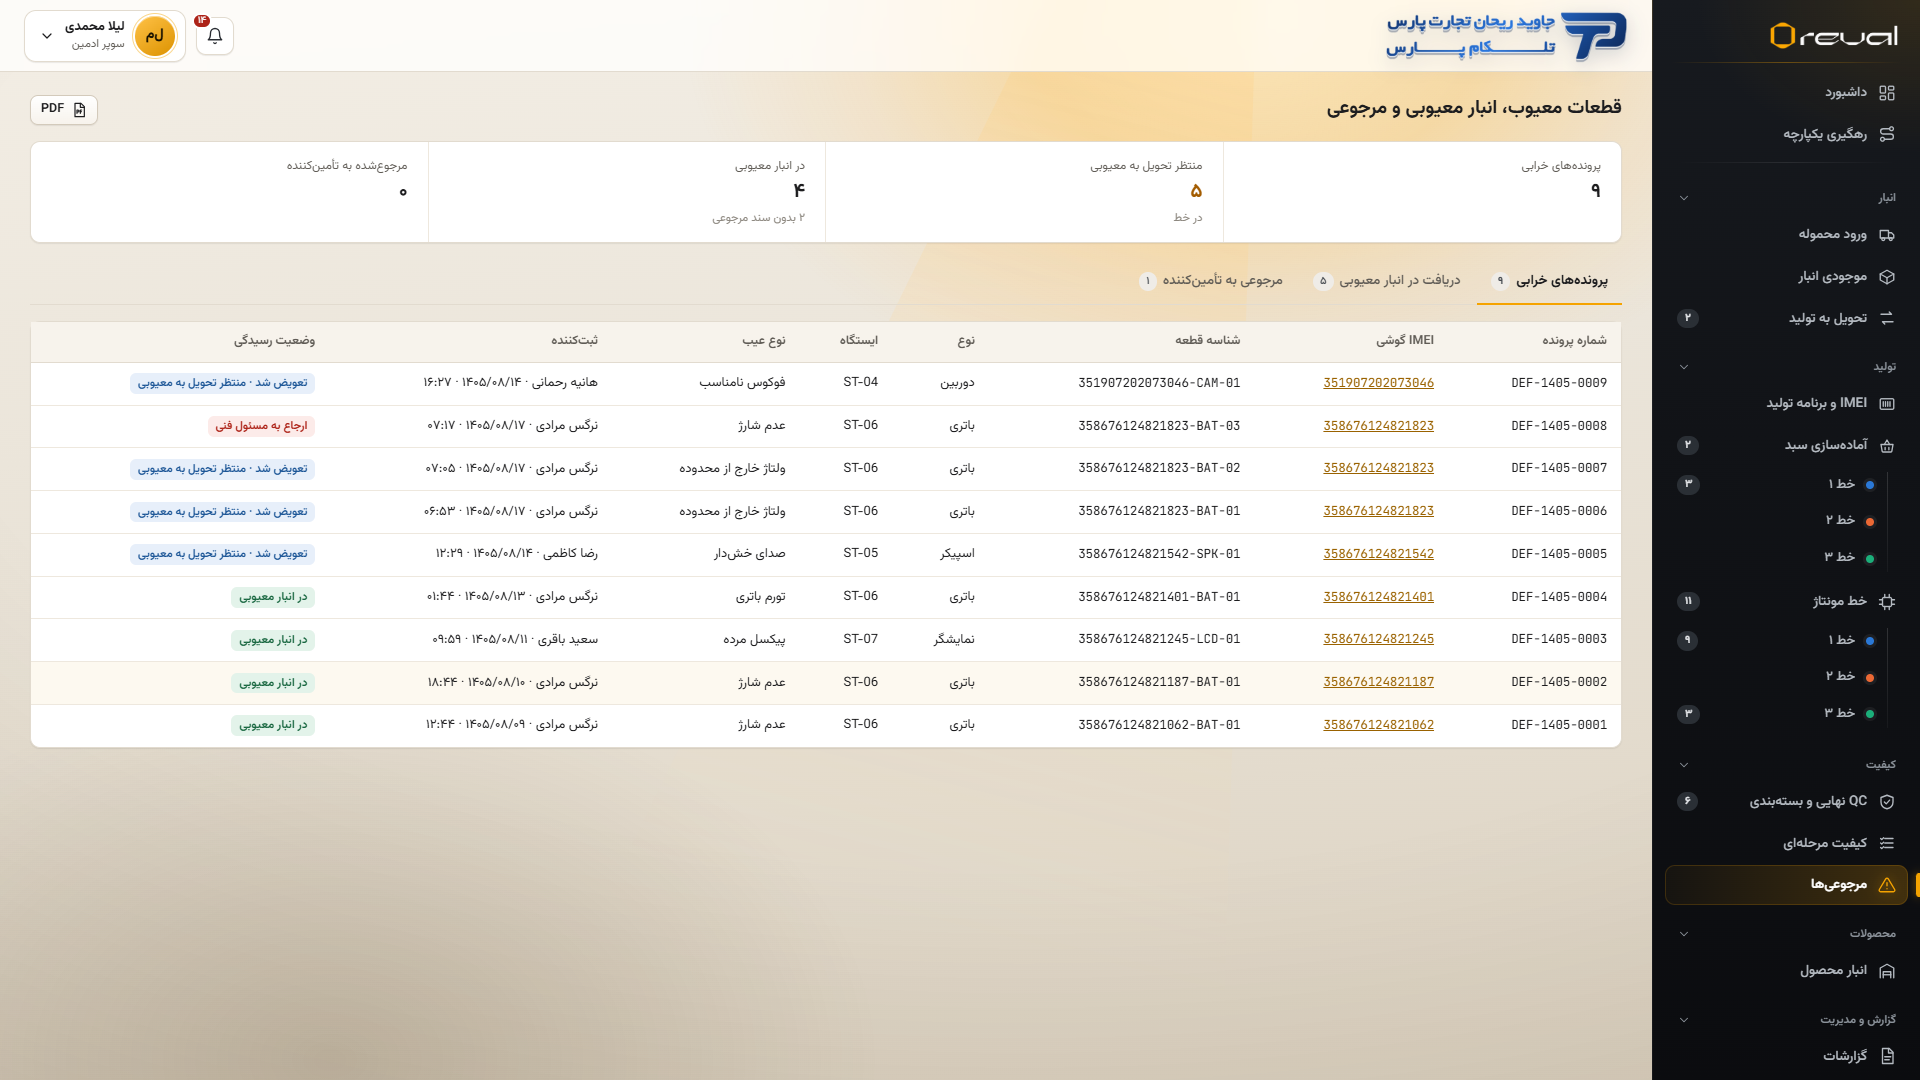 reval
داشبورد
رهگیری یکپارچه
انبار
ورود محموله
موجودی انبار
تحویل به تولید ۲
تولید
IMEI و برنامه تولید
آماده‌سازی سبد ۲
خط ۱ ۳
خط ۲
خط ۳
خط مونتاژ ۱۱
خط ۱ ۹
خط ۲
خط ۳ ۳
کیفیت
QC نهایی و بسته‌بندی ۶
کیفیت مرحله‌ای
مرجوعی‌ها
محصولات
انبار محصول
گزارش و مدیریت
گزارشات
جاوید ریحان تجارت پارس
تلکام پارس
۱۴
ل‌م
لیلا محمدی
سوپر ادمین
قطعات معیوب، انبار معیوبی و مرجوعی
PDF
پرونده‌های خرابی
۹
منتظر تحویل به معیوبی
۵
در خط
در انبار معیوبی
۴
۲ بدون سند مرجوعی
مرجوع‌شده به تأمین‌کننده
۰
پرونده‌های خرابی ۹ دریافت در انبار معیوبی ۵ مرجوعی به تأمین‌کننده ۱
شماره پرونده IMEI گوشی شناسه قطعه نوع ایستگاه نوع عیب ثبت‌کننده وضعیت رسیدگی
DEF-1405-0009 351907202073046 351907202073046-CAM-01 دوربین ST-04 فوکوس نامناسب هانیه رحمانی · ۱۴۰۵/۰۸/۱۴ · ۱۶:۲۷ تعویض شد · منتظر تحویل به معیوبی
DEF-1405-0008 358676124821823 358676124821823-BAT-03 باتری ST-06 عدم شارژ نرگس مرادی · ۱۴۰۵/۰۸/۱۷ · ۰۷:۱۷ ارجاع به مسئول فنی
DEF-1405-0007 358676124821823 358676124821823-BAT-02 باتری ST-06 ولتاژ خارج از محدوده نرگس مرادی · ۱۴۰۵/۰۸/۱۷ · ۰۷:۰۵ تعویض شد · منتظر تحویل به معیوبی
DEF-1405-0006 358676124821823 358676124821823-BAT-01 باتری ST-06 ولتاژ خارج از محدوده نرگس مرادی · ۱۴۰۵/۰۸/۱۷ · ۰۶:۵۳ تعویض شد · منتظر تحویل به معیوبی
DEF-1405-0005 358676124821542 358676124821542-SPK-01 اسپیکر ST-05 صدای خش‌دار رضا کاظمی · ۱۴۰۵/۰۸/۱۴ · ۱۲:۲۹ تعویض شد · منتظر تحویل به معیوبی
DEF-1405-0004 358676124821401 358676124821401-BAT-01 باتری ST-06 تورم باتری نرگس مرادی · ۱۴۰۵/۰۸/۱۳ · ۰۱:۴۴ در انبار معیوبی
DEF-1405-0003 358676124821245 358676124821245-LCD-01 نمایشگر ST-07 پیکسل مرده سعید باقری · ۱۴۰۵/۰۸/۱۱ · ۰۹:۵۹ در انبار معیوبی
DEF-1405-0002 358676124821187 358676124821187-BAT-01 باتری ST-06 عدم شارژ نرگس مرادی · ۱۴۰۵/۰۸/۱۰ · ۱۸:۴۴ در انبار معیوبی
DEF-1405-0001 358676124821062 358676124821062-BAT-01 باتری ST-06 عدم شارژ نرگس مرادی · ۱۴۰۵/۰۸/۰۹ · ۱۲:۴۴ در انبار معیوبی